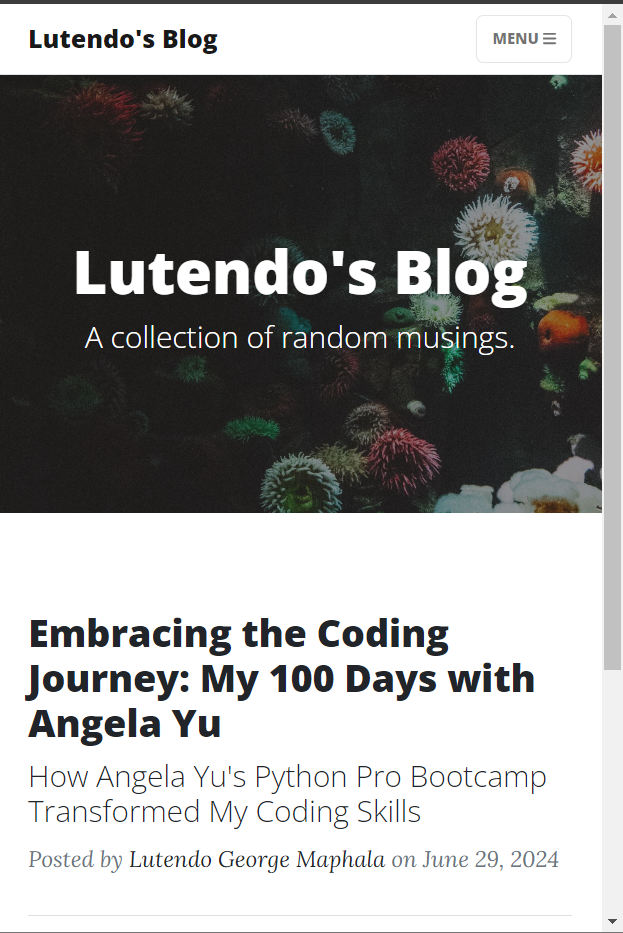 Lutendo's Blog
MENU
Lutendo's Blog
A collection of random musings.
Embracing the Coding
Journey: My 100 Days with
Angela Yu
How Angela Yu's Python Pro Bootcamp
Transformed My Coding Skills
Posted by Lutendo George Maphala on June 29, 2024